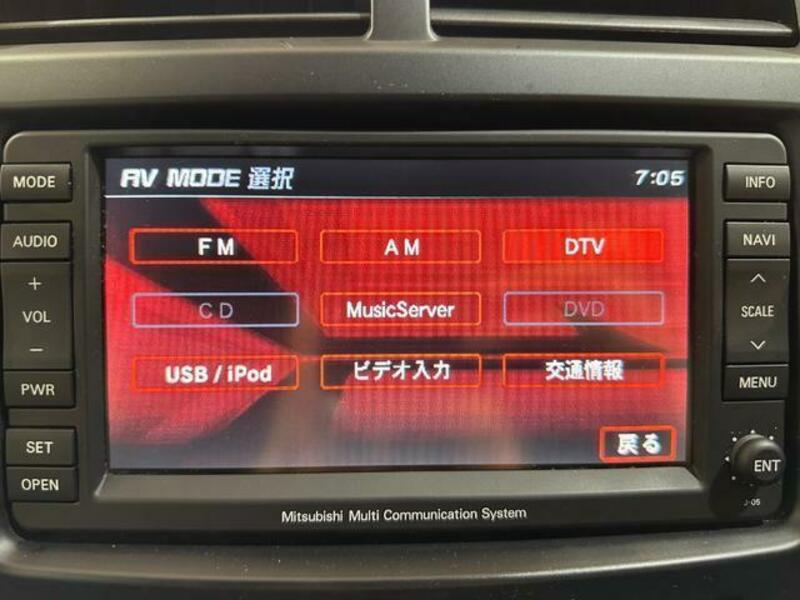 AV MODE 選択 7:05
FM AM DTV
CD MusicServer DVD
USB / iPod ビデオ入力 交通情報
戻る
MODE
AUDIO
+
VOL
−
PWR
SET
OPEN
INFO
NAVI
SCALE
MENU
ENT
J-05
Mitsubishi Multi Communication System